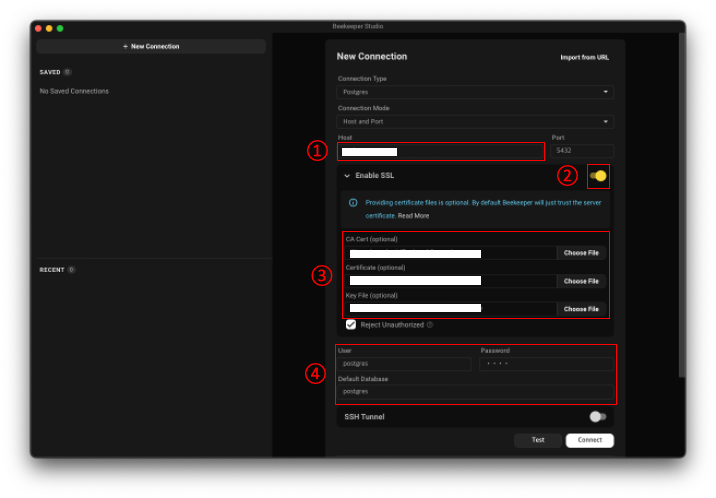 Beekeeper Studio
+ New Connection
SAVED 0
No Saved Connections
RECENT 0
New Connection
Import from URL
Connection Type
Postgres
Connection Mode
Host and Port
Host
Port
①
5432
Enable SSL
②
Providing certificate files is optional. By default Beekeeper will just trust the server
certificate. Read More
③
CA Cert (optional)
Choose File
Certificate (optional)
Choose File
Key File (optional)
Choose File
Reject Unauthorized
④
User
Password
postgres
Default Database
postgres
SSH Tunnel
Test
Connect